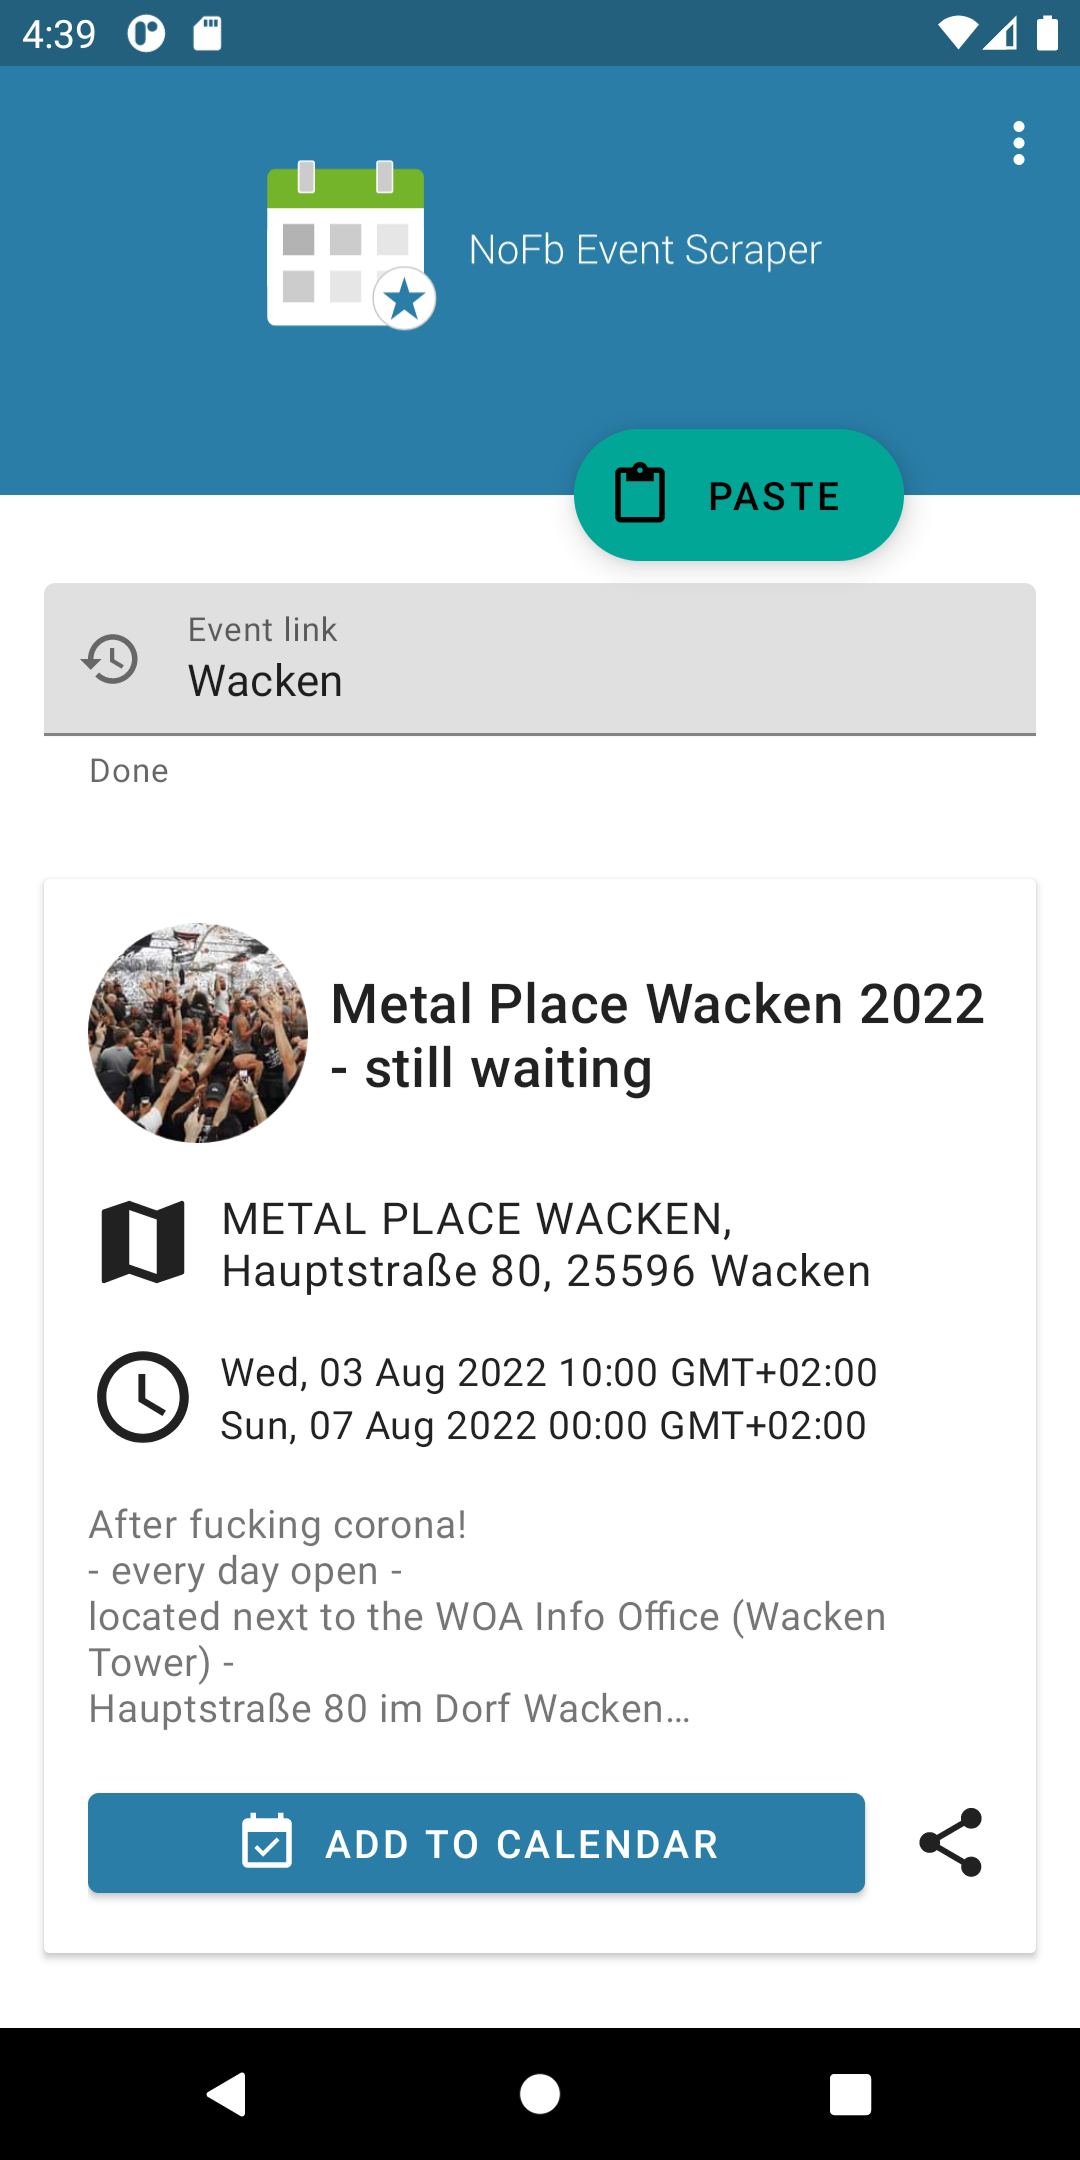 4:39
NoFb Event Scraper
PASTE
Event link
Wacken
Done
Metal Place Wacken 2022
- still waiting
METAL PLACE WACKEN,
Hauptstraße 80, 25596 Wacken
Wed, 03 Aug 2022 10:00 GMT+02:00
Sun, 07 Aug 2022 00:00 GMT+02:00
After fucking corona!
- every day open -
located next to the WOA Info Office (Wacken
Tower) -
Hauptstraße 80 im Dorf Wacken...
ADD TO CALENDAR